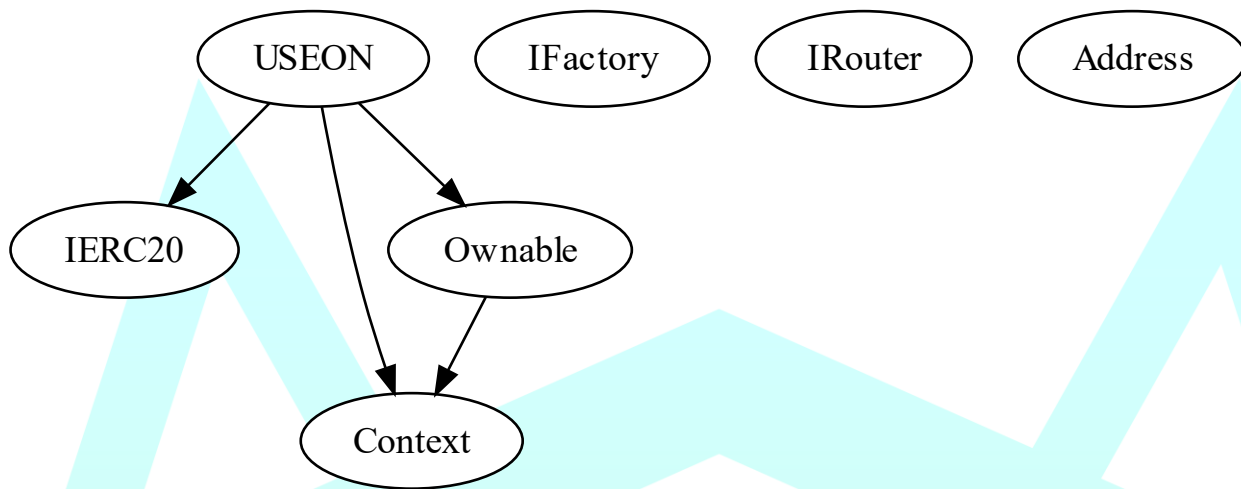 USEON
IFactory
IRouter
Address
IERC20
Ownable
Context